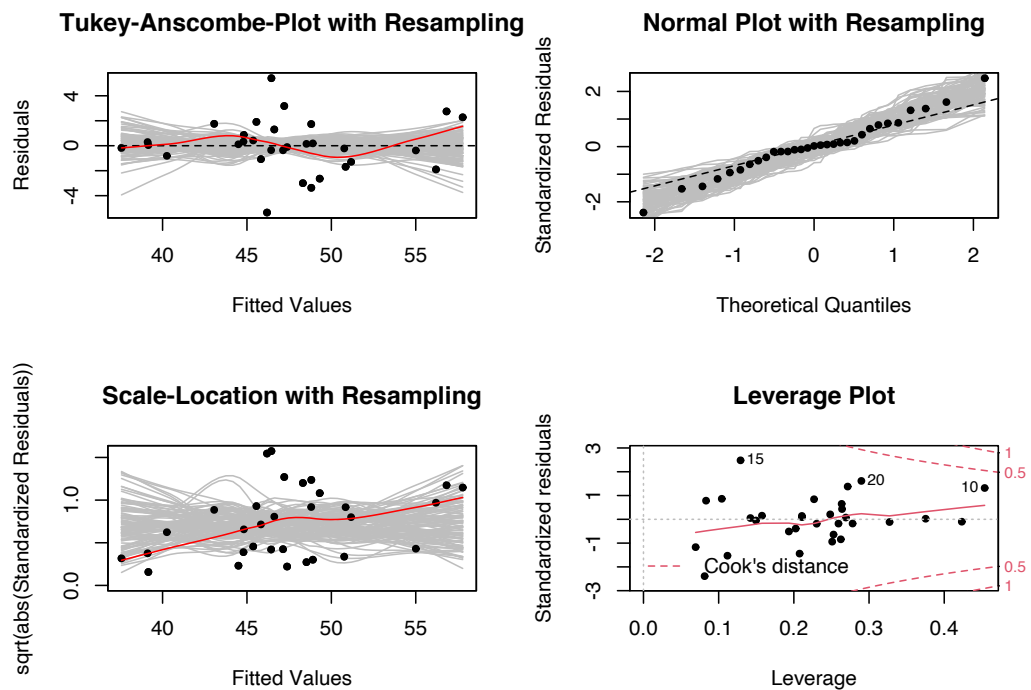 Tukey-Anscombe-Plot with Resampling
Residuals
4
0
-4
40
45
50
55
Fitted Values
Normal Plot with Resampling
Standardized Residuals
2
0
-2
-2
-1
0
1
2
Theoretical Quantiles
Scale-Location with Resampling
sqrt(abs(Standardized Residuals))
1.0
0.0
40
45
50
55
Fitted Values
Leverage Plot
Standardized residuals
3
1
-1
-3
15
20
10
1
0.5
Cook's distance
0.5
1
0.0
0.1
0.2
0.3
0.4
Leverage